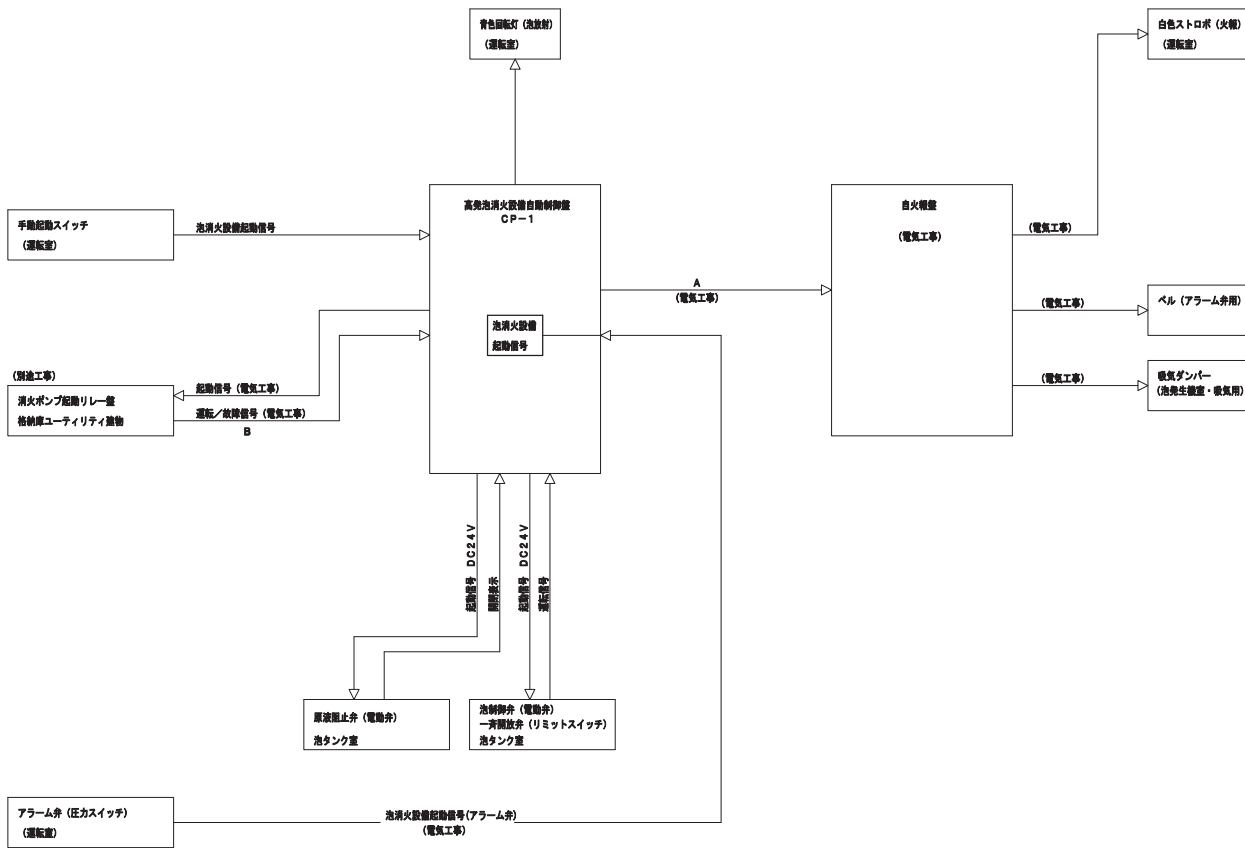 青色回転灯（泡放射）
（運転室）
白色ストロボ（火報）
（運転室）
高発泡消火設備自動制御盤
ＣＰ－１
自火報盤
（電気工事）
手動起動スイッチ
（運転室）
泡消火設備起動信号
（電気工事）
Ａ
（電気工事）
（電気工事）
ベル（アラーム弁用）
泡消火設備
起動信号
（別途工事）
消火ポンプ起動リレー盤
格納庫ユーティリティ建物
起動信号（電気工事）
運転／故障信号（電気工事）
Ｂ
（電気工事）
吸気ダンパー
（泡発生機室・吸気用）
起動信号　ＤＣ２４Ｖ
開閉表示
起動信号　ＤＣ２４Ｖ
運転信号
原液阻止弁（電動弁）
泡タンク室
泡制御弁（電動弁）
一斉開放弁（リミットスイッチ）
泡タンク室
アラーム弁（圧力スイッチ）
（運転室）
泡消火設備起動信号(アラーム弁)
（電気工事）